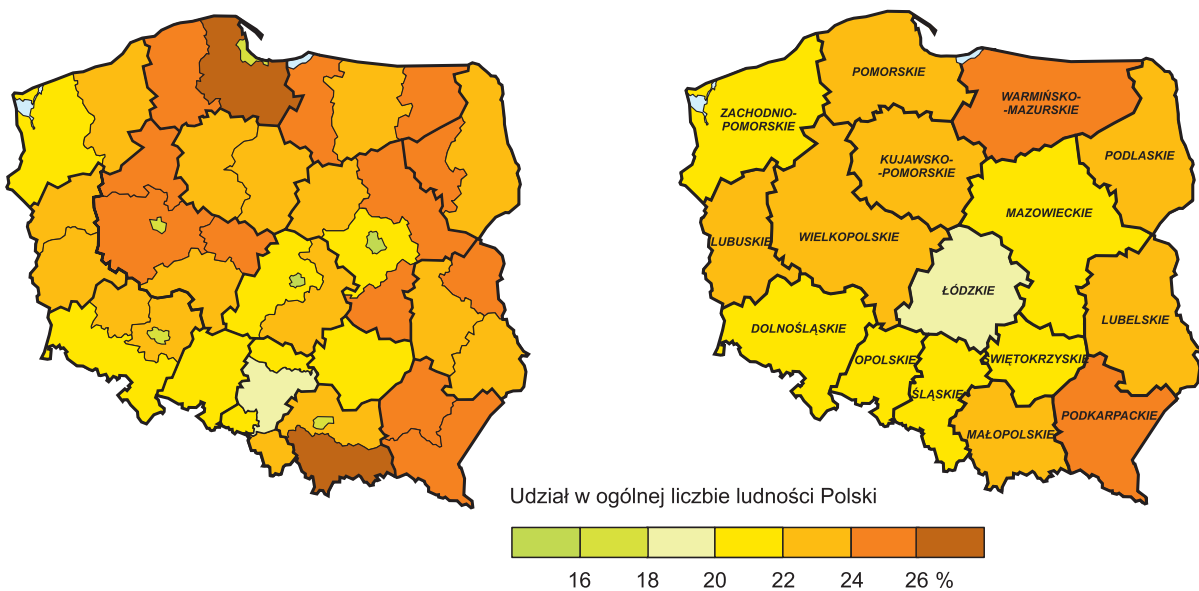 POMORSKIE
WARMIŃSKO-
-MAZURSKIE
ZACHODNIO-
POMORSKIE
PODLASKIE
KUJAWSKO-
-POMORSKIE
MAZOWIECKIE
LUBUSKIE
WIELKOPOLSKIE
ŁÓDZKIE
LUBELSKIE
DOLNOŚLĄSKIE
OPOLSKIE
ŚWIĘTOKRZYSKIE
ŚLĄSKIE
PODKARPACKIE
MAŁOPOLSKIE
Udział w ogólnej liczbie ludności Polski
16 18 20 22 24 26 %